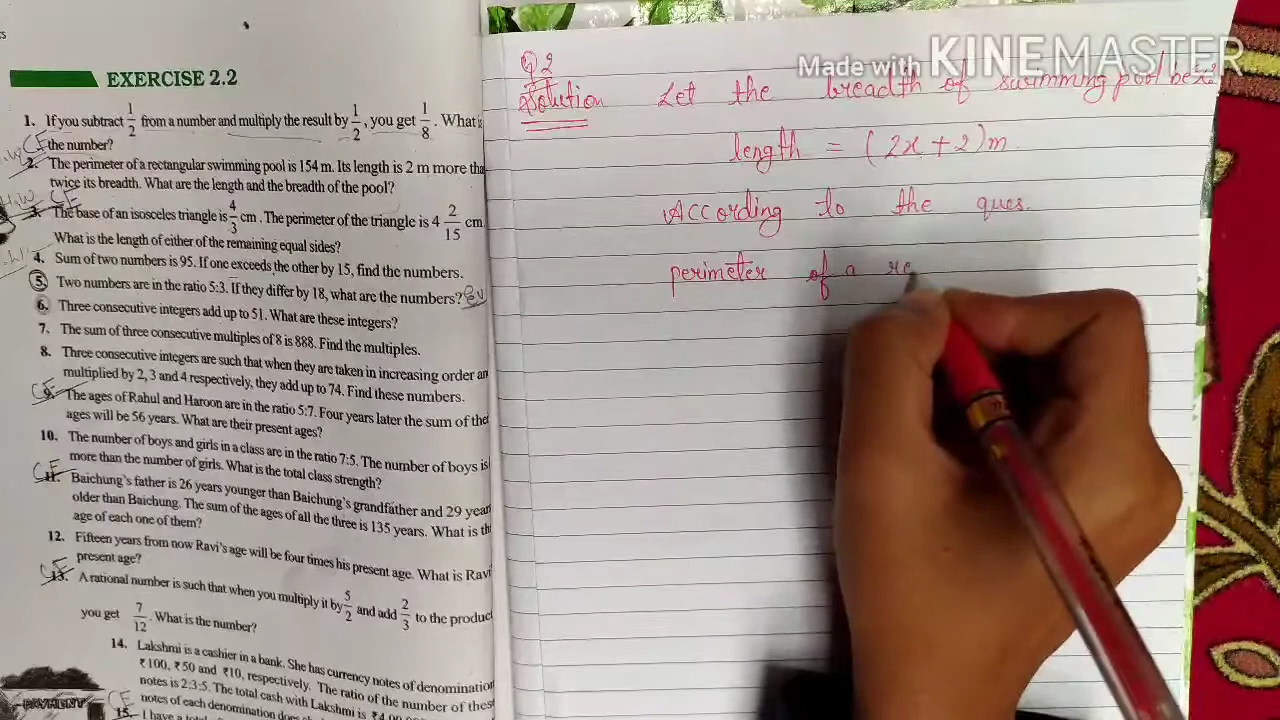 EXERCISE 2.2
1. If you subtract 1/2 from a number and multiply the result by 1/2, you get 1/8. What is
the number?
2. The perimeter of a rectangular swimming pool is 154 m. Its length is 2 m more tha
twice its breadth. What are the length and the breadth of the pool?
3. The base of an isosceles triangle is 4/3 cm. The perimeter of the triangle is 4 2/15 cm
What is the length of either of the remaining equal sides?
4. Sum of two numbers is 95. If one exceeds the other by 15, find the numbers.
5. Two numbers are in the ratio 5:3. If they differ by 18, what are the numbers?
6. Three consecutive integers add up to 51. What are these integers?
7. The sum of three consecutive multiples of 8 is 888. Find the multiples.
8. Three consecutive integers are such that when they are taken in increasing order an
multiplied by 2, 3 and 4 respectively, they add up to 74. Find these numbers.
9. The ages of Rahul and Haroon are in the ratio 5:7. Four years later the sum of the
ages will be 56 years. What are their present ages?
10. The number of boys and girls in a class are in the ratio 7:5. The number of boys is
more than the number of girls. What is the total class strength?
11. Baichung's father is 26 years younger than Baichung's grandfather and 29 year
older than Baichung. The sum of the ages of all the three is 135 years. What is th
age of each one of them?
12. Fifteen years from now Ravi's age will be four times his present age. What is Ravi
present age?
13. A rational number is such that when you multiply it by 5/2 and add 2/3 to the produc
you get 7/12. What is the number?
14. Lakshmi is a cashier in a bank. She has currency notes of denomination
₹100, ₹50 and ₹10, respectively. The ratio of the number of thes
notes is 2:3:5. The total cash with Lakshmi is ₹4,00,
notes of each denomination does
15. I have a total
PAYMENT
Made with KINEMASTER
Q2
Solution Let the breadth of swimming pool be x
length = (2x + 2) m
According to the ques.
perimeter of a re